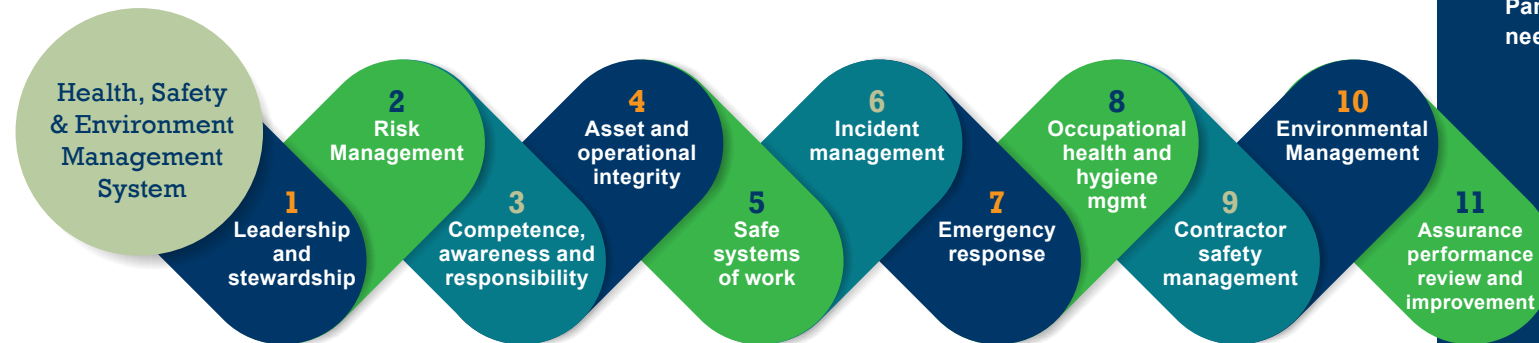 Health, Safety
& Environment
Management
System
1
Leadership
and
stewardship
2
Risk
Management
3
Competence,
awareness and
responsibility
4
Asset and
operational
integrity
5
Safe
systems
of work
6
Incident
management
7
Emergency
response
8
Occupational
health and
hygiene
mgmt
9
Contractor
safety
management
10
Environmental
Management
11
Assurance
performance
review and
improvement